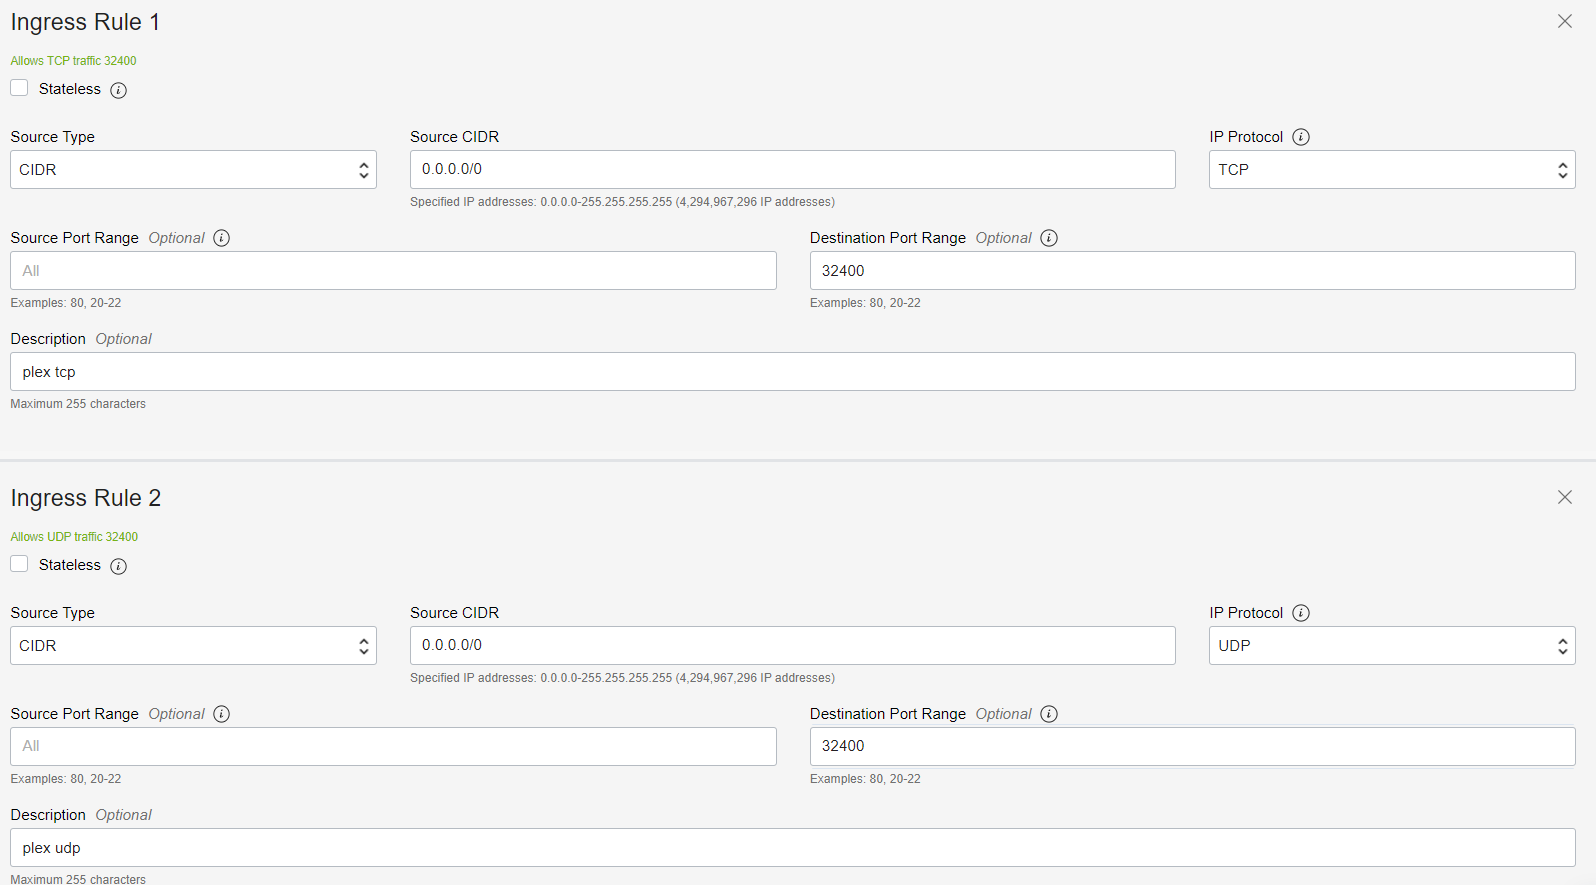 Ingress Rule 1
Allows TCP traffic 32400
Stateless
Source Type Source CIDR IP Protocol
CIDR 0.0.0.0/0 TCP
Specified IP addresses: 0.0.0.0-255.255.255.255 (4,294,967,296 IP addresses)
Source Port Range Optional Destination Port Range Optional
All 32400
Examples: 80, 20-22 Examples: 80, 20-22
Description Optional
plex tcp
Maximum 255 characters
Ingress Rule 2
Allows UDP traffic 32400
Stateless
Source Type Source CIDR IP Protocol
CIDR 0.0.0.0/0 UDP
Specified IP addresses: 0.0.0.0-255.255.255.255 (4,294,967,296 IP addresses)
Source Port Range Optional Destination Port Range Optional
All 32400
Examples: 80, 20-22 Examples: 80, 20-22
Description Optional
plex udp
Maximum 255 characters